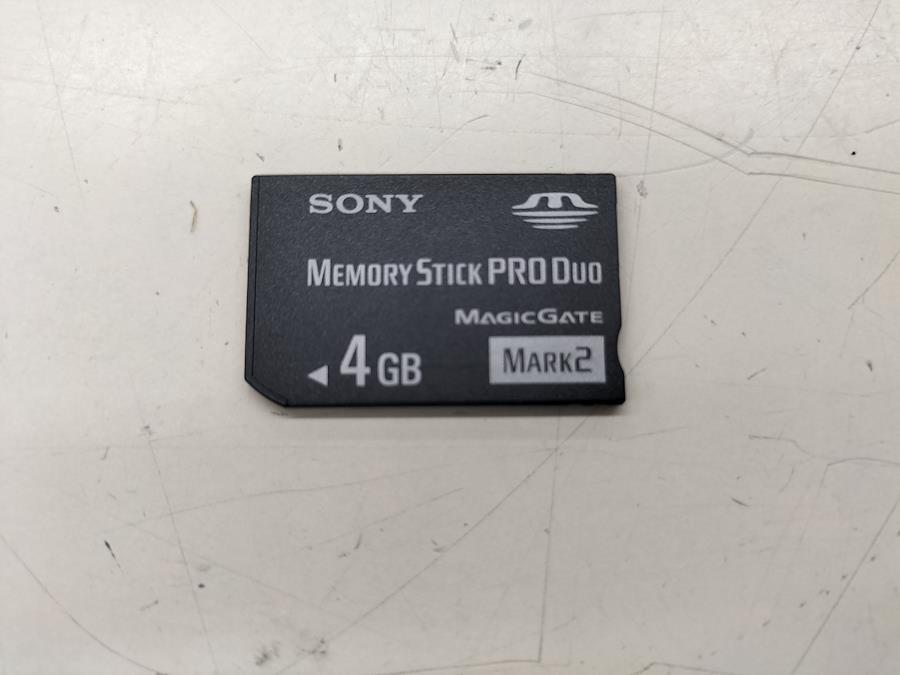 SONY
MEMORY STICK PRO DUO
MAGICGATE
4 GB
MARK2